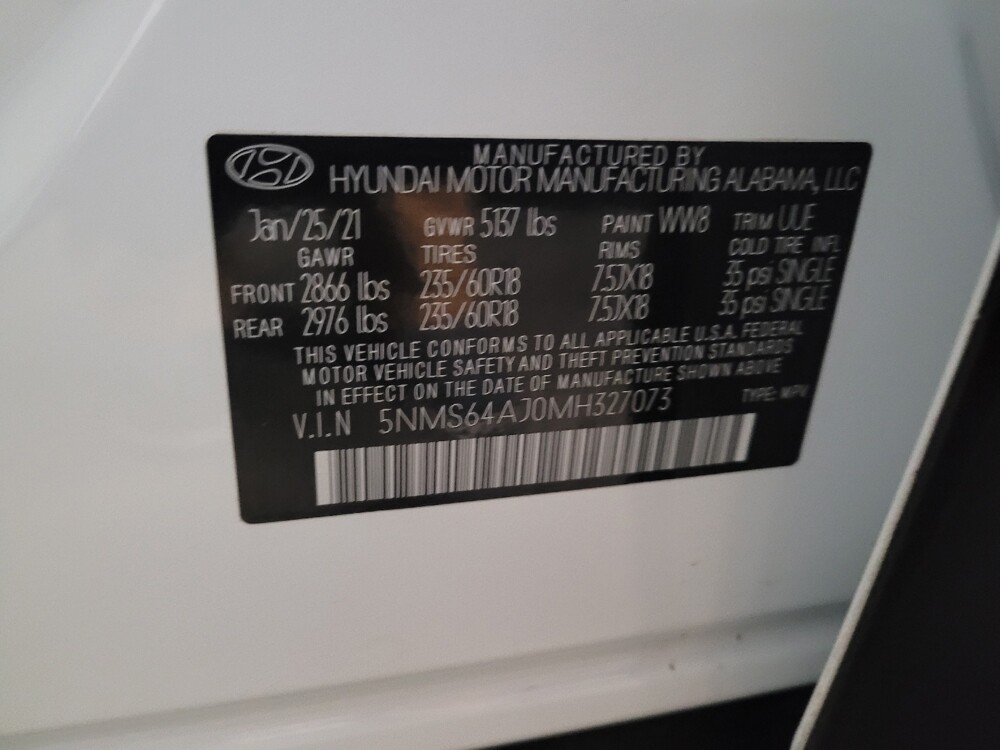 MANUFACTURED BY
HYUNDAI MOTOR MANUFACTURING ALABAMA, LLC
Jan/25/21 GVWR 5137 lbs PAINT WW8 TRIM UUE
GAWR TIRES RIMS COLD TIRE INFL
FRONT 2866 lbs 235/60R18 7.5JX18 35 psi SINGLE
REAR 2976 lbs 235/60R18 7.5JX18 35 psi SINGLE
THIS VEHICLE CONFORMS TO ALL APPLICABLE U.S.A. FEDERAL
MOTOR VEHICLE SAFETY AND THEFT PREVENTION STANDARDS
IN EFFECT ON THE DATE OF MANUFACTURE SHOWN ABOVE
V.I.N 5NMS64AJ0MH327073 TYPE: MPV